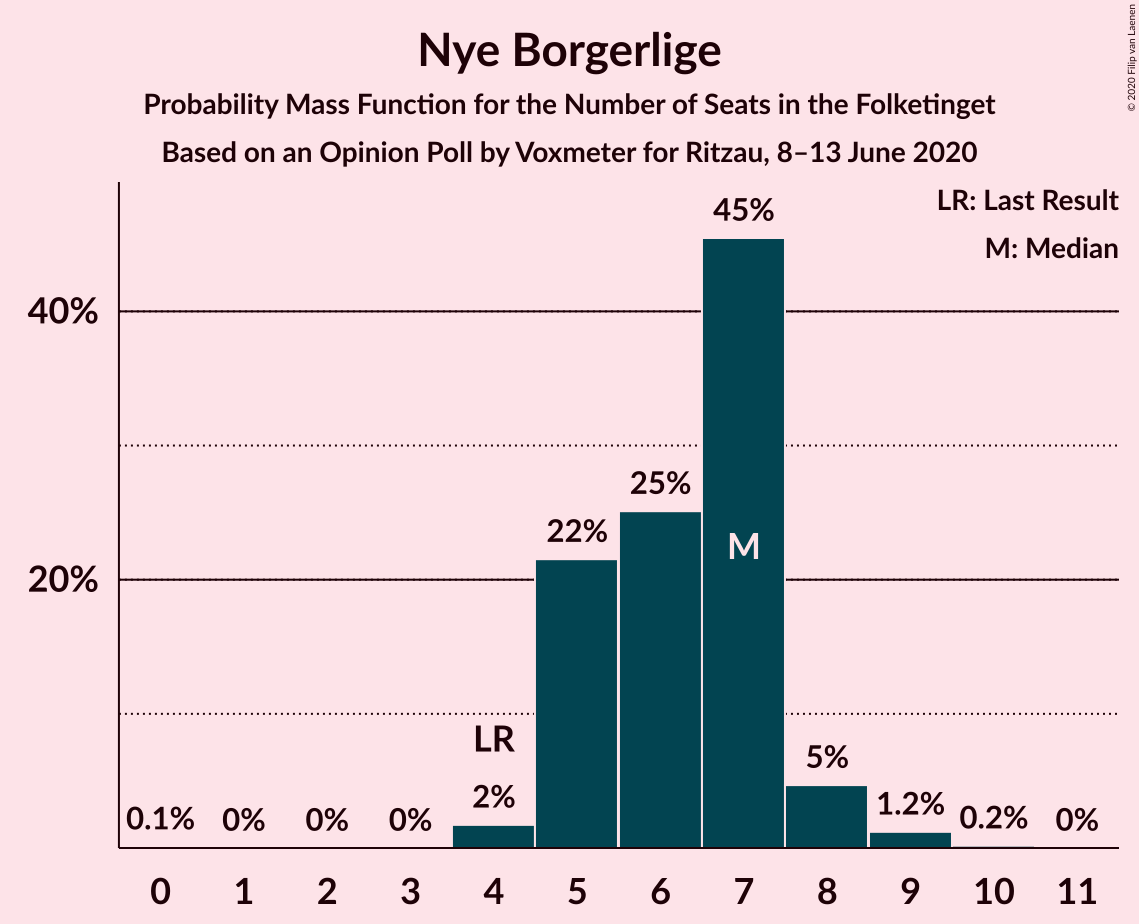 Nye Borgerlige
Probability Mass Function for the Number of Seats in the Folketinget
Based on an Opinion Poll by Voxmeter for Ritzau, 8–13 June 2020
© 2020 Filip van Laenen
LR: Last Result
M: Median
45%
40%
25%
22%
M
20%
LR
5%
2%
1.2%
0.1% 0% 0% 0% 0.2% 0%
0 1 2 3 4 5 6 7 8 9 10 11